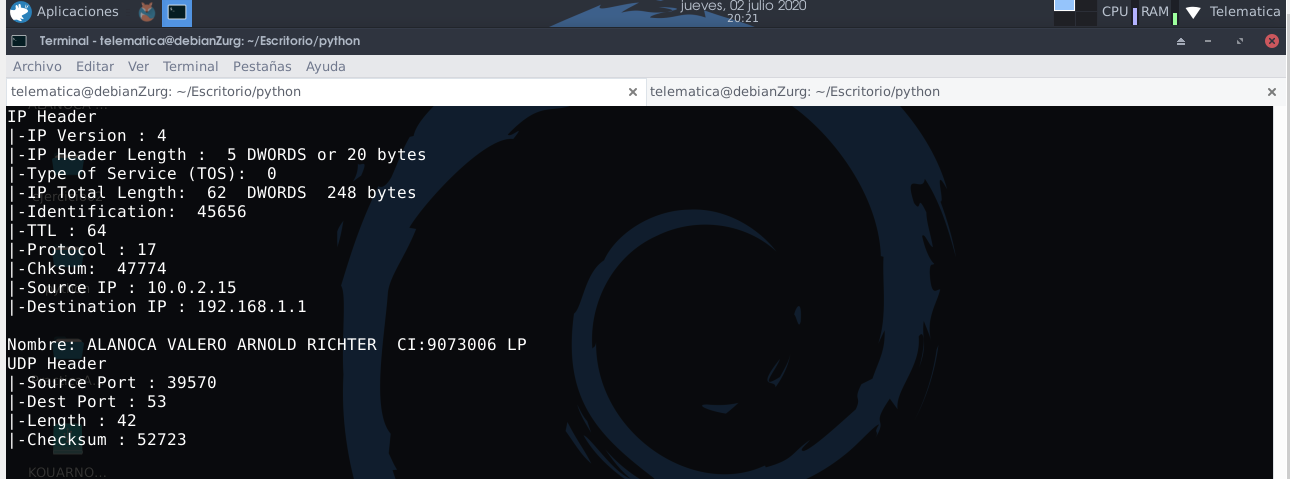 Aplicaciones
jueves, 02 julio 2020
20:21
CPU RAM Telematica
Terminal - telematica@debianZurg: ~/Escritorio/python
Archivo Editar Ver Terminal Pestañas Ayuda
telematica@debianZurg: ~/Escritorio/python
telematica@debianZurg: ~/Escritorio/python
IP Header
|-IP Version : 4
|-IP Header Length :  5 DWORDS or 20 bytes
|-Type of Service (TOS):  0
|-IP Total Length:  62  DWORDS  248 bytes
|-Identification:  45656
|-TTL : 64
|-Protocol : 17
|-Chksum:  47774
|-Source IP : 10.0.2.15
|-Destination IP : 192.168.1.1
Nombre: ALANOCA VALERO ARNOLD RICHTER  CI:9073006 LP
UDP Header
|-Source Port : 39570
|-Dest Port : 53
|-Length : 42
|-Checksum : 52723
KOUARNO...